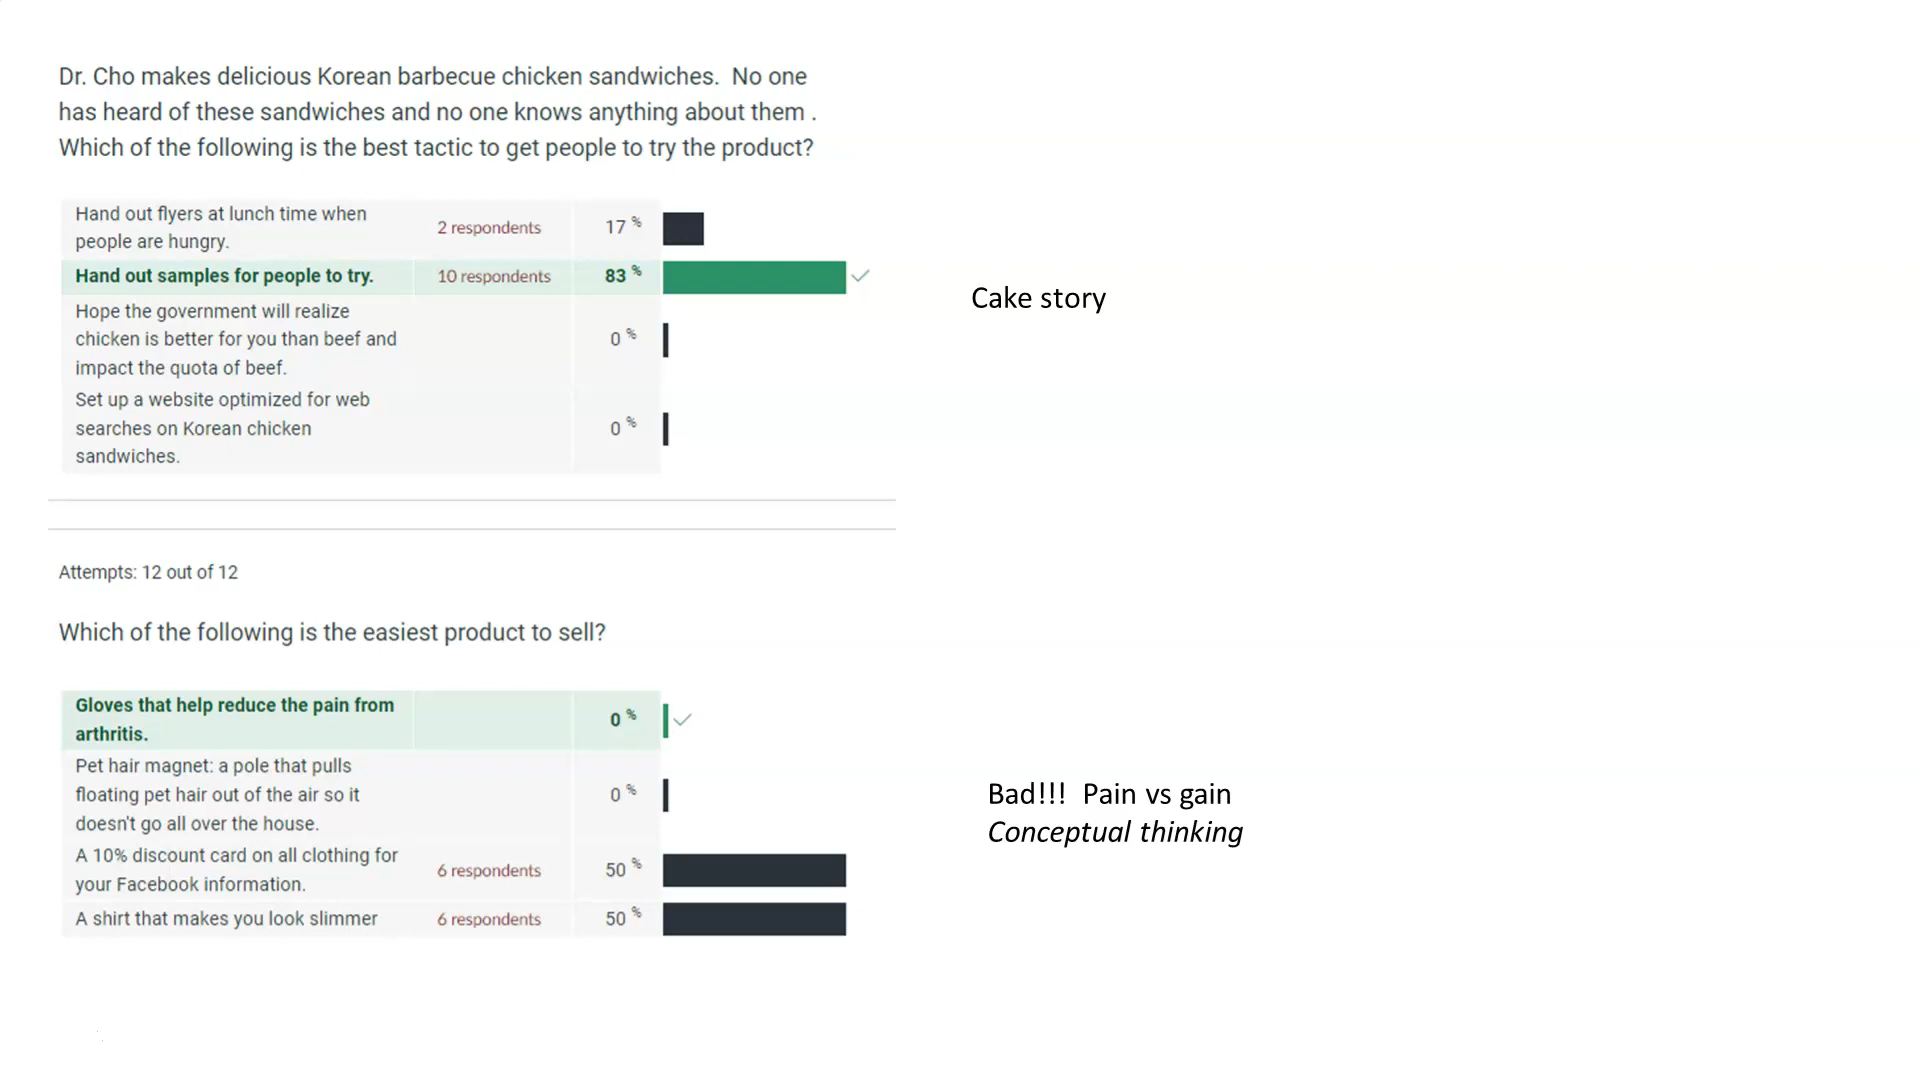 Dr. Cho makes delicious Korean barbecue chicken sandwiches.  No one
has heard of these sandwiches and no one knows anything about them .
Which of the following is the best tactic to get people to try the product?
Hand out flyers at lunch time when
people are hungry.
2 respondents
17 %
Hand out samples for people to try.
10 respondents
83 %
Hope the government will realize
chicken is better for you than beef and
impact the quota of beef.
0 %
Set up a website optimized for web
searches on Korean chicken
sandwiches.
0 %
Cake story
Attempts: 12 out of 12
Which of the following is the easiest product to sell?
Gloves that help reduce the pain from
arthritis.
0 %
Pet hair magnet: a pole that pulls
floating pet hair out of the air so it
doesn't go all over the house.
0 %
A 10% discount card on all clothing for
your Facebook information.
6 respondents
50 %
A shirt that makes you look slimmer
6 respondents
50 %
Bad!!!  Pain vs gain
Conceptual thinking